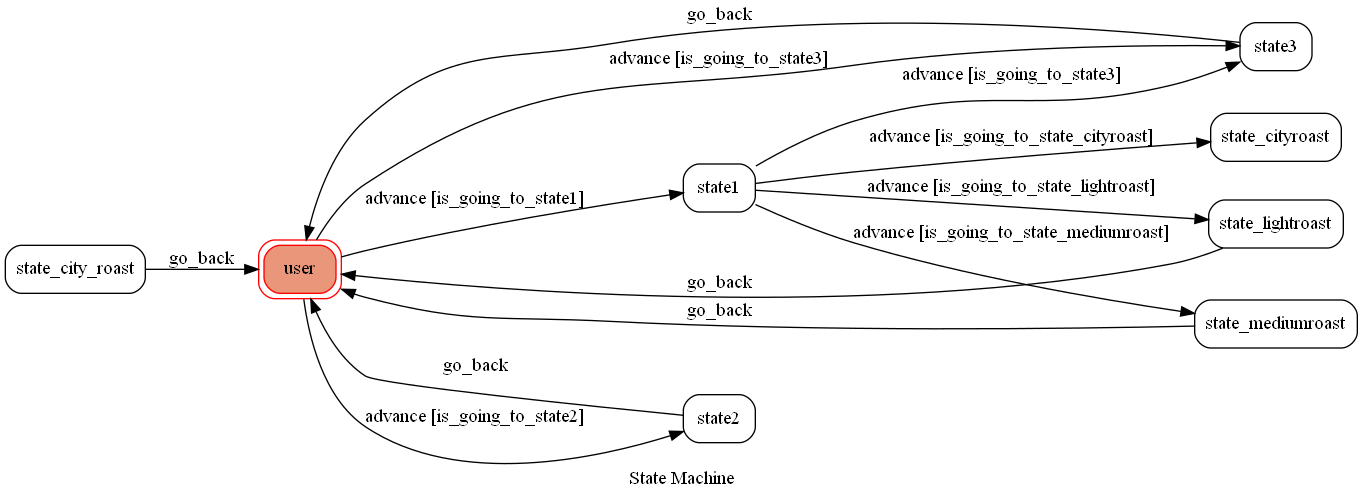 go_back
state3
advance [is_going_to_state3]
advance [is_going_to_state3]
advance [is_going_to_state_cityroast]
state_cityroast
state1
advance [is_going_to_state_lightroast]
advance [is_going_to_state1]
state_lightroast
advance [is_going_to_state_mediumroast]
state_city_roast
go_back
user
go_back
go_back
state_mediumroast
go_back
advance [is_going_to_state2]
state2
State Machine